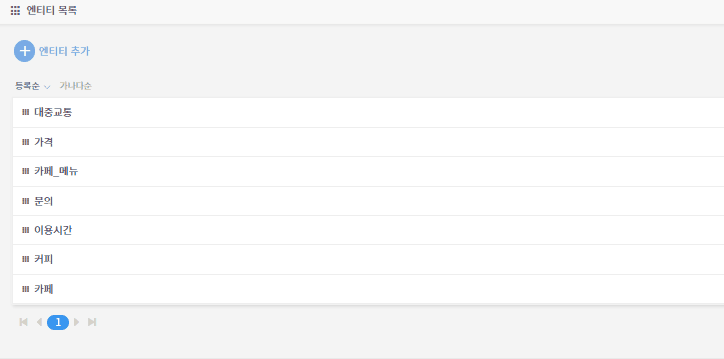 엔티티 목록
엔티티 추가
등록순 가나다순
대중교통
가격
카페_메뉴
문의
이용시간
커피
카페
1